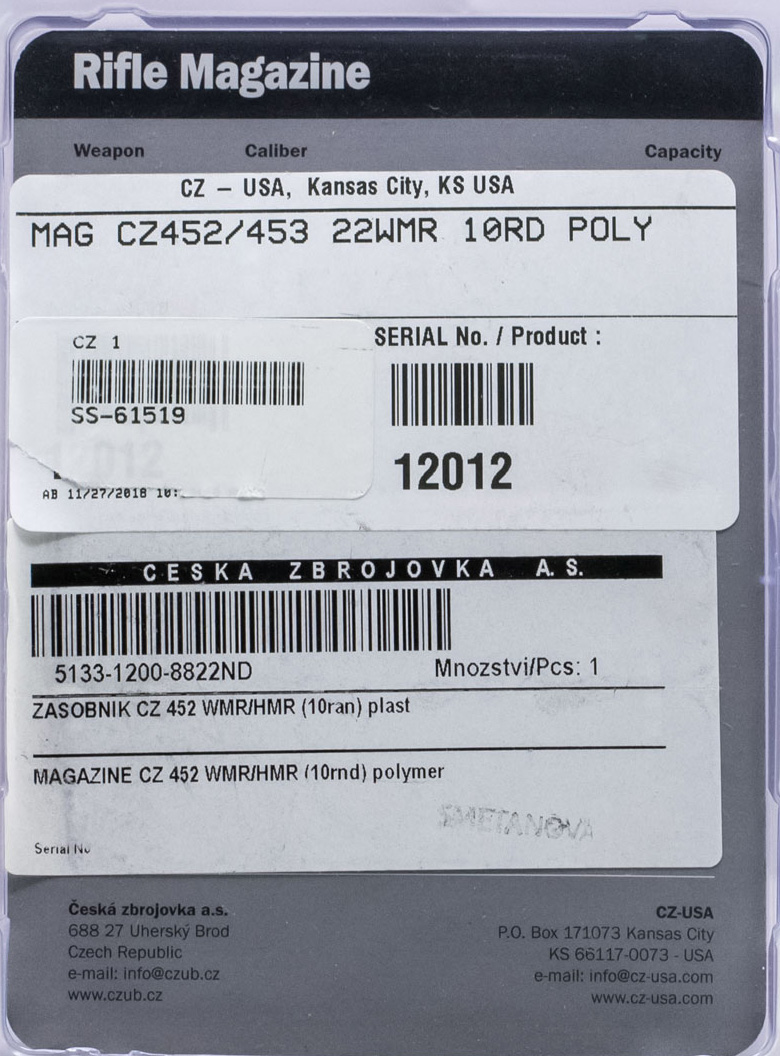 Rifle Magazine
Weapon Caliber Capacity
CZ – USA, Kansas City, KS USA
MAG CZ452/453 22WMR 10RD POLY
CZ 1
SS-61519
AB 11/27/2018 10:
SERIAL No. / Product :
12012
CESKA ZBROJOVKA A.S.
5133-1200-8822ND Mnozstvi/Pcs: 1
ZASOBNIK CZ 452 WMR/HMR (10ran) plast
MAGAZINE CZ 452 WMR/HMR (10rnd) polymer
SMETANOVA
Serial No
Česká zbrojovka a.s.
688 27 Uherský Brod
Czech Republic
e-mail: info@czub.cz
www.czub.cz
CZ-USA
P.O. Box 171073 Kansas City
KS 66117-0073 - USA
e-mail: info@cz-usa.com
www.cz-usa.com